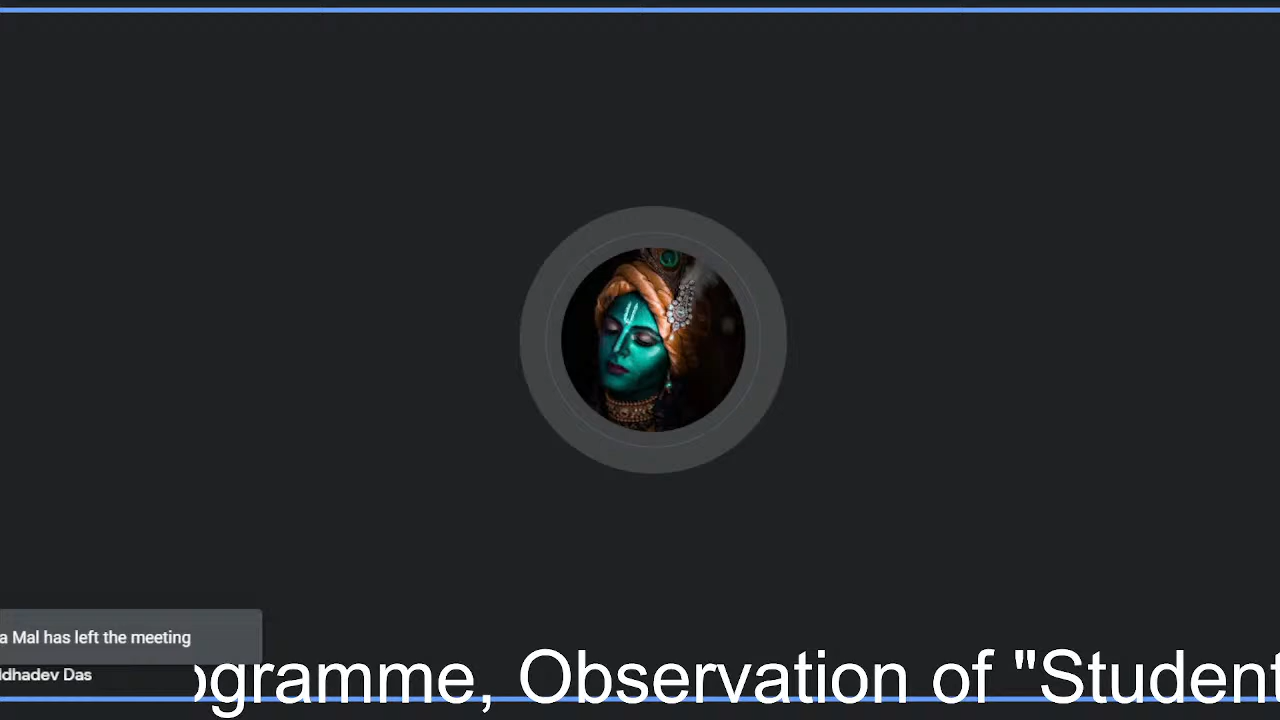 a Mal has left the meeting
ldhadev Das
ogramme, Observation of "Student